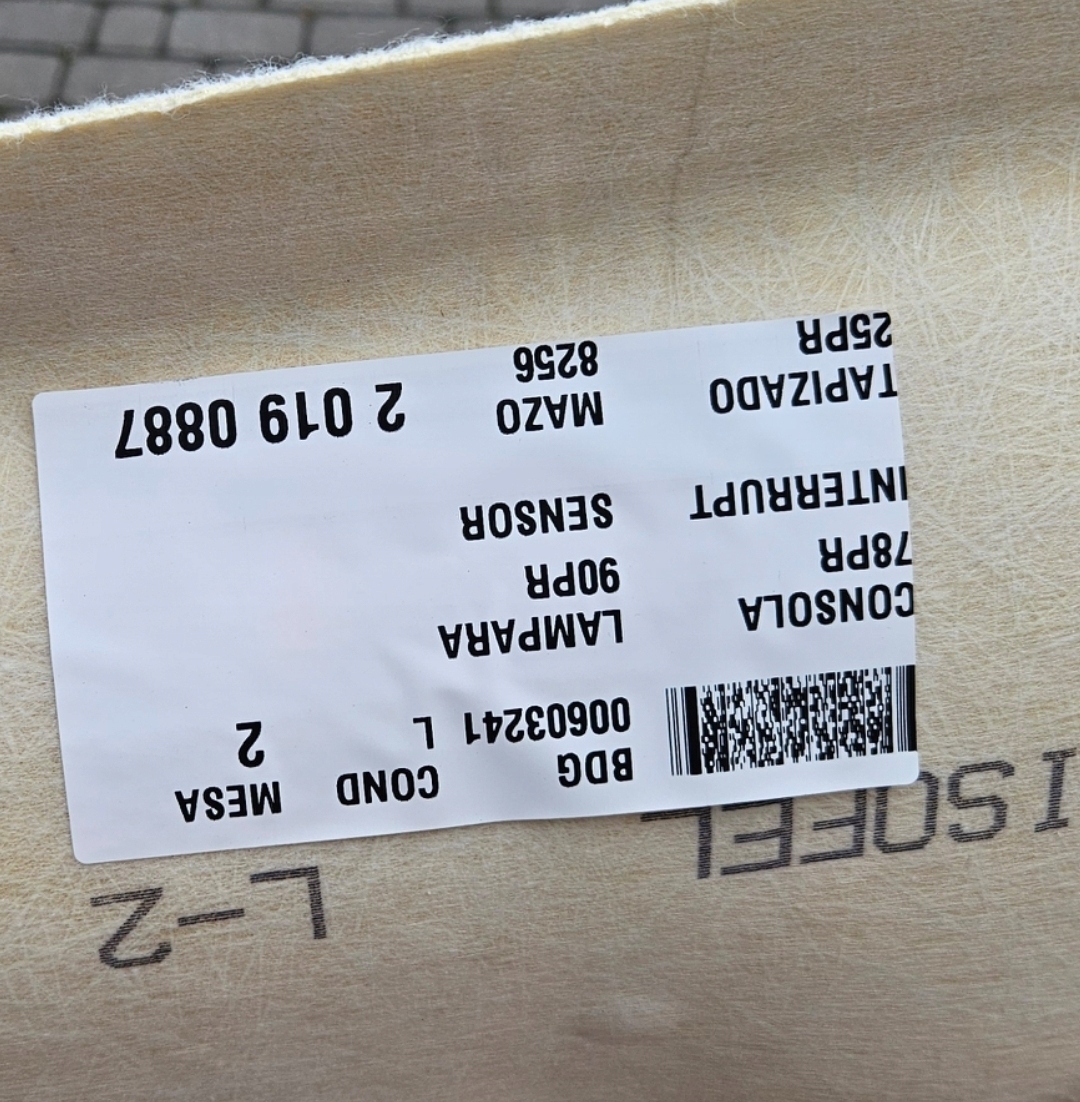 ISOFEL L-2
BDG COND MESA
00603241 L 2
CONSOLA LAMPARA
78PR 90PR
INTERRUPT SENSOR
TAPIZADO MAZO 2 019 0887
25PR 8256